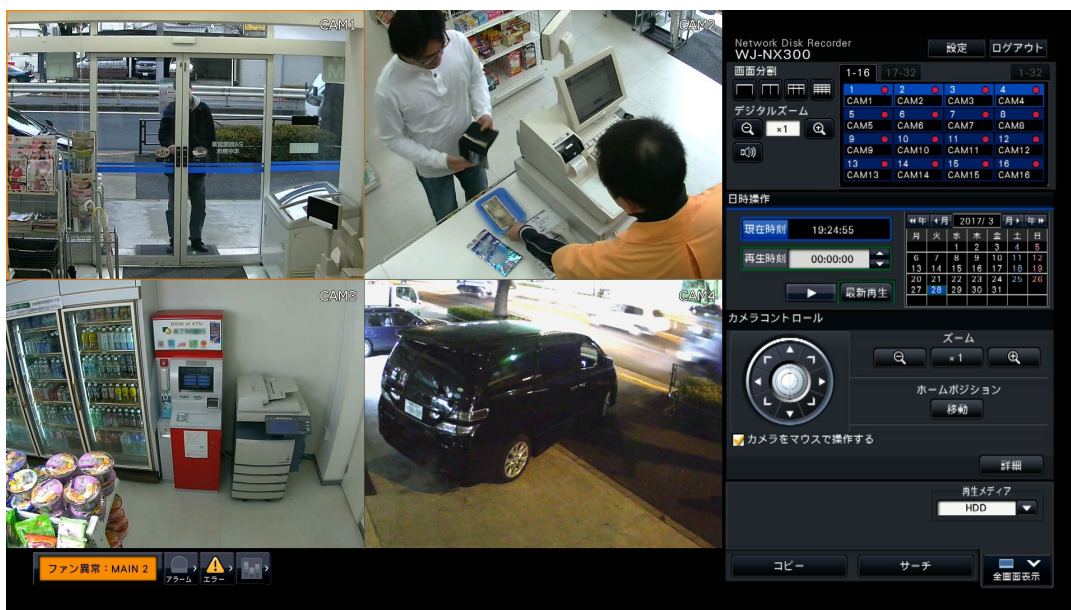 CAM1
CAM2
BANK of ATM
CAM3
CAM4
Network Disk Recorder
WJ-NX300
設定
ログアウト
画面分割
デジタルズーム
×1
1-16
17-32
1-32
1 2 3 4
CAM1 CAM2 CAM3 CAM4
5 6 7 8
CAM5 CAM6 CAM7 CAM8
9 10 11 12
CAM9 CAM10 CAM11 CAM12
13 14 15 16
CAM13 CAM14 CAM15 CAM16
日時操作
現在時刻 19:24:55
再生時刻 00:00:00
最新再生
年 月 2017/ 3 月 年
月 火 水 木 金 土 日
1 2 3 4 5
6 7 8 9 10 11 12
13 14 15 16 17 18 19
20 21 22 23 24 25 26
27 28 29 30 31
カメラコントロール
ズーム
×1
ホームポジション
移動
カメラをマウスで操作する
詳細
再生メディア
HDD
ファン異常：MAIN 2
アラーム
エラー
コピー
サーチ
全画面表示